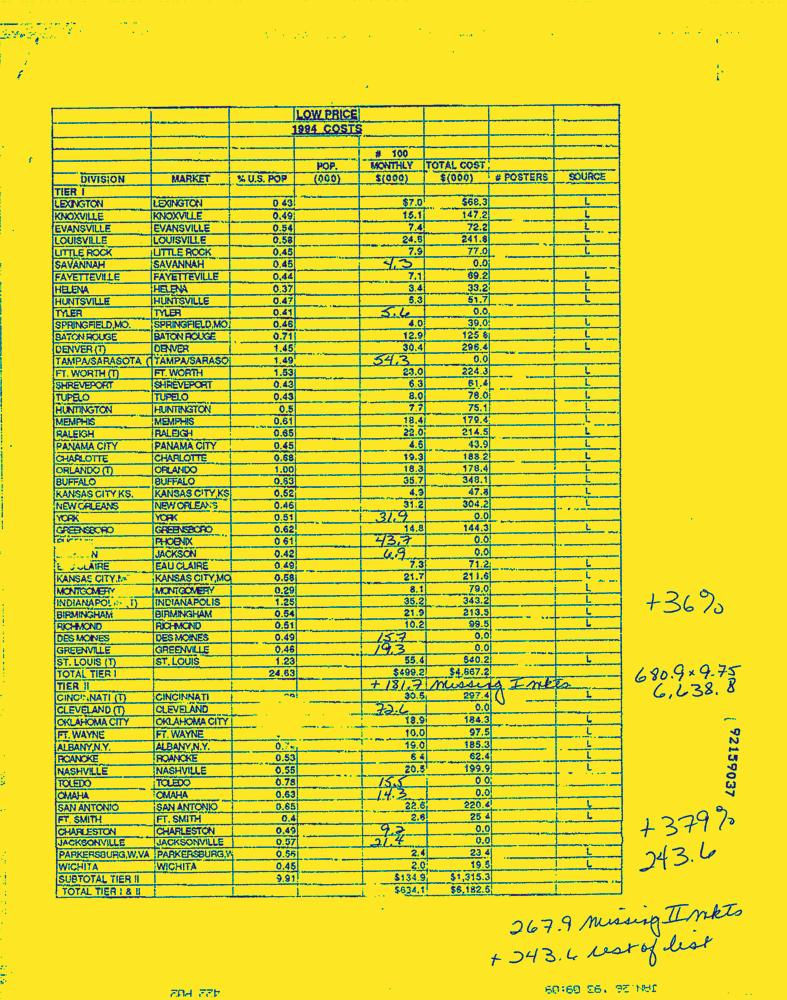 LOW PRICE
1994 COSTS
# 100
POP. MONTHLY TOTAL COST
DIVISION MARKET % U.S. POP (000) $(000) $(000) # POSTERS SOURCE
TIER I
LEXINGTON LEXINGTON 0.43 $7.0 $68.3 L
KNOXVILLE KNOXVILLE 0.49 15.1 147.2 L
EVANSVILLE EVANSVILLE 0.54 7.4 72.2 L
LOUISVILLE LOUISVILLE 0.58 24.8 241.8 L
LITTLE ROCK LITTLE ROCK 0.45 7.9 77.0 L
SAVANNAH SAVANNAH 0.45 4.3 0.0
FAYETTEVILLE FAYETTEVILLE 0.44 7.1 69.2 L
HELENA HELENA 0.37 3.4 33.2 L
HUNTSVILLE HUNTSVILLE 0.47 5.3 51.7 L
TYLER TYLER 0.41 5.6 0.0
SPRINGFIELD,MO. SPRINGFIELD,MO. 0.46 4.0 39.0 L
BATON ROUGE BATON ROUGE 0.71 12.9 125.8 L
DENVER (T) DENVER 1.45 30.4 296.4 L
TAMPA/SARASOTA ( TAMPA/SARASO 1.49 54.3 0.0
FT. WORTH (T) FT. WORTH 1.53 23.0 224.3 L
SHREVEPORT SHREVEPORT 0.43 6.3 61.4 L
TUPELO TUPELO 0.43 8.0 78.0 L
HUNTINGTON HUNTINGTON 0.5 7.7 75.1 L
MEMPHIS MEMPHIS 0.61 18.4 179.4 L
RALEIGH RALEIGH 0.65 22.0 214.5 L
PANAMA CITY PANAMA CITY 0.45 4.5 43.9 L
CHARLOTTE CHARLOTTE 0.68 19.3 188.2 L
ORLANDO (T) ORLANDO 1.00 18.3 178.4 L
BUFFALO BUFFALO 0.63 35.7 348.1 L
KANSAS CITY KS. KANSAS CITY,KS 0.52 4.9 47.8 L
NEW ORLEANS NEW ORLEANS 0.46 31.2 304.2 L
YORK YORK 0.51 31.9 0.0
GREENSBORO GREENSBORO 0.62 14.8 144.3 L
PHOENIX 0.61 43.7 0.0
N JACKSON 0.42 6.9 0.0
CLAIRE EAU CLAIRE 0.49 7.3 71.2 L
KANSAS CITY, KANSAS CITY,MO 0.58 21.7 211.6 L
MONTGOMERY MONTGOMERY 0.29 8.1 79.0 L
INDIANAPOL T) INDIANAPOLIS 1.25 35.2 343.2 L
BIRMINGHAM BIRMINGHAM 0.54 21.9 213.5 L
RICHMOND RICHMOND 0.51 10.2 99.5 L
DES MOINES DES MOINES 0.49 15.7 0.0
GREENVILLE GREENVILLE 0.46 19.3 0.0
ST. LOUIS (T) ST. LOUIS 1.23 55.4 540.2 L
TOTAL TIER I 24.63 $499.2 $4,867.2
TIER II + 181.7 missing I mkts
CINCI NATI (T) CINCINNATI 30.5 297.4 L
CLEVELAND (T) CLEVELAND 72.6 0.0
OKLAHOMA CITY OKLAHOMA CITY 18.9 184.3 L
FT. WAYNE FT. WAYNE 10.0 97.5 L
ALBANY,N.Y. ALBANY,N.Y. 19.0 185.3 L
ROANOKE ROANOKE 0.53 6.4 62.4 L
NASHVILLE NASHVILLE 0.55 20.5 199.9 L
TOLEDO TOLEDO 0.78 15.5 0.0
OMAHA OMAHA 0.63 14.3 0.0
SAN ANTONIO SAN ANTONIO 0.65 22.6 220.4 L
FT. SMITH FT. SMITH 0.4 2.6 25.4 L
CHARLESTON CHARLESTON 0.49 9.2 0.0
JACKSONVILLE JACKSONVILLE 0.57 21.4 0.0
PARKERSBURG,W.VA PARKERSBURG,W 2.4 23.4 L
WICHITA WICHITA 0.45 2.0 19.5 L
SUBTOTAL TIER II 9.91 $134.9 $1,315.3
TOTAL TIER I & II $634.1 $6,182.5
+36%
680.9 x 9.75
6,638.8
92159037
+379%
243.6
267.9 missing II mkts
+ 243.6 rest of list
JAN.26 '93 09:09